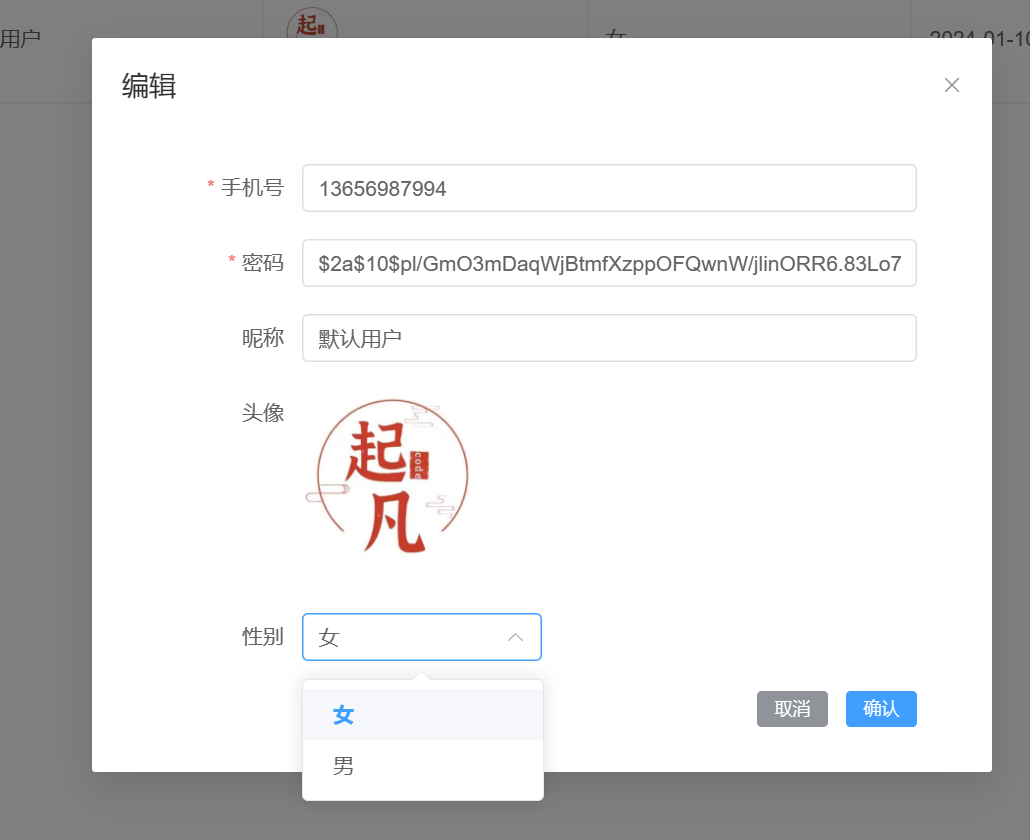 用户
起
女
2024-01-10
编辑
* 手机号
13656987994
* 密码
$2a$10$pl/GmO3mDaqWjBtmfXzppOFQwnW/jlinORR6.83Lo7
昵称
默认用户
头像
起
code
凡
性别
女
女
男
取消
确认